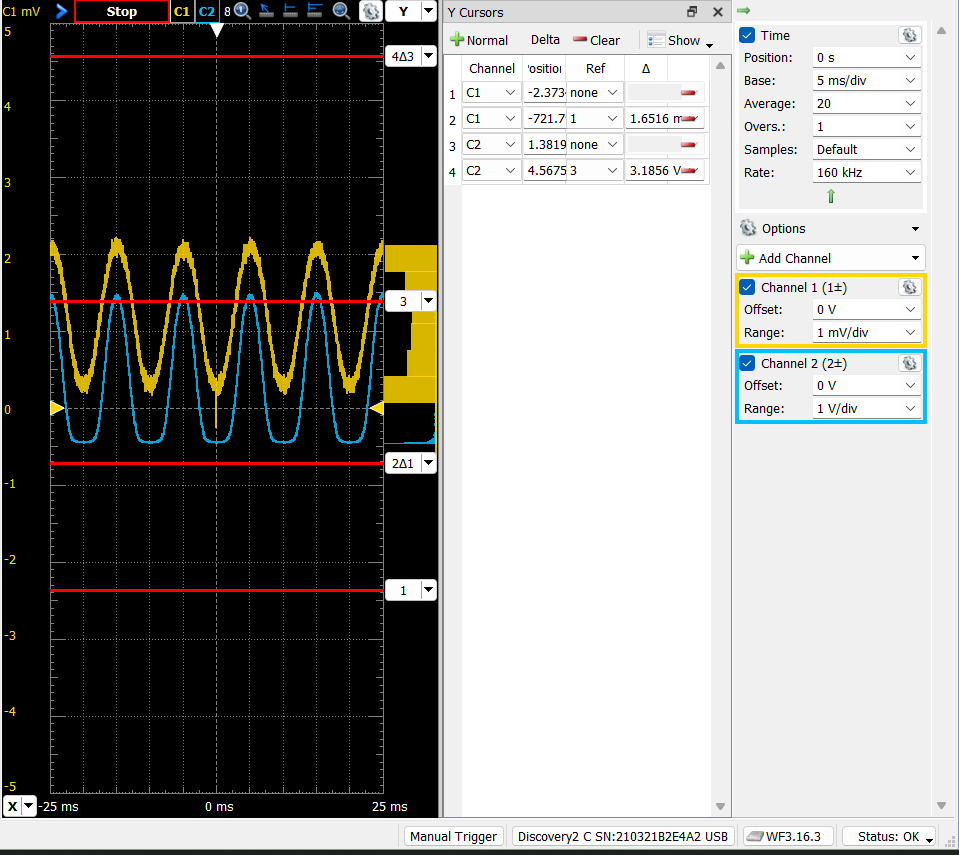 C1 mV Stop C1 C2 8 Y
5
4Δ3
4
3
2
3
1
0
2Δ1
-1
-2
1
-3
-4
-5
X -25 ms 0 ms 25 ms
Y Cursors
Normal Delta Clear Show
Channel Ref Δ
1 C1 -2.373 none
2 C1 -721.7 1 1.6516
3 C2 1.3819 none
4 C2 4.5675 3 3.1856 V
Time
Position: 0 s
Base: 5 ms/div
Average: 20
Overs.: 1
Samples: Default
Rate: 160 kHz
Options
Add Channel
Channel 1 (1±)
Offset: 0 V
Range: 1 mV/div
Channel 2 (2±)
Offset: 0 V
Range: 1 V/div
Manual Trigger Discovery2 C SN:210321B2E4A2 USB WF3.16.3 Status: OK